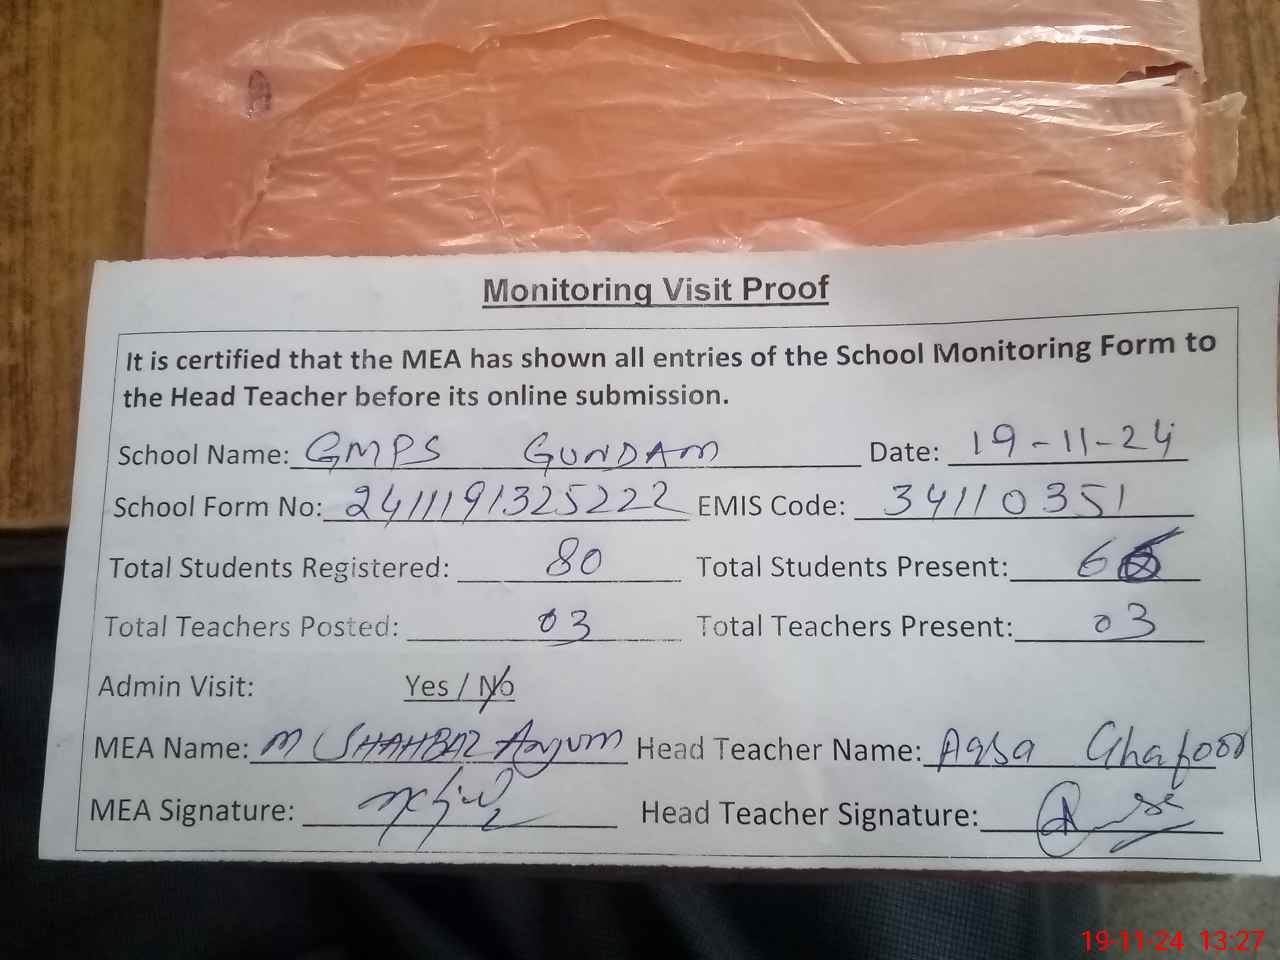 Monitoring Visit Proof
It is certified that the MEA has shown all entries of the School Monitoring Form to
the Head Teacher before its online submission.
School Name: GMPS GUNDAM Date: 19-11-24
School Form No: 2411191325222 EMIS Code: 34110351
Total Students Registered: 80 Total Students Present:
Total Teachers Posted: 03 Total Teachers Present: 03
Admin Visit: Yes / No
MEA Name: M SHAHBAZ Anjum Head Teacher Name: Aqsa Ghafoor
MEA Signature: Head Teacher Signature:
19-11-24 13:27